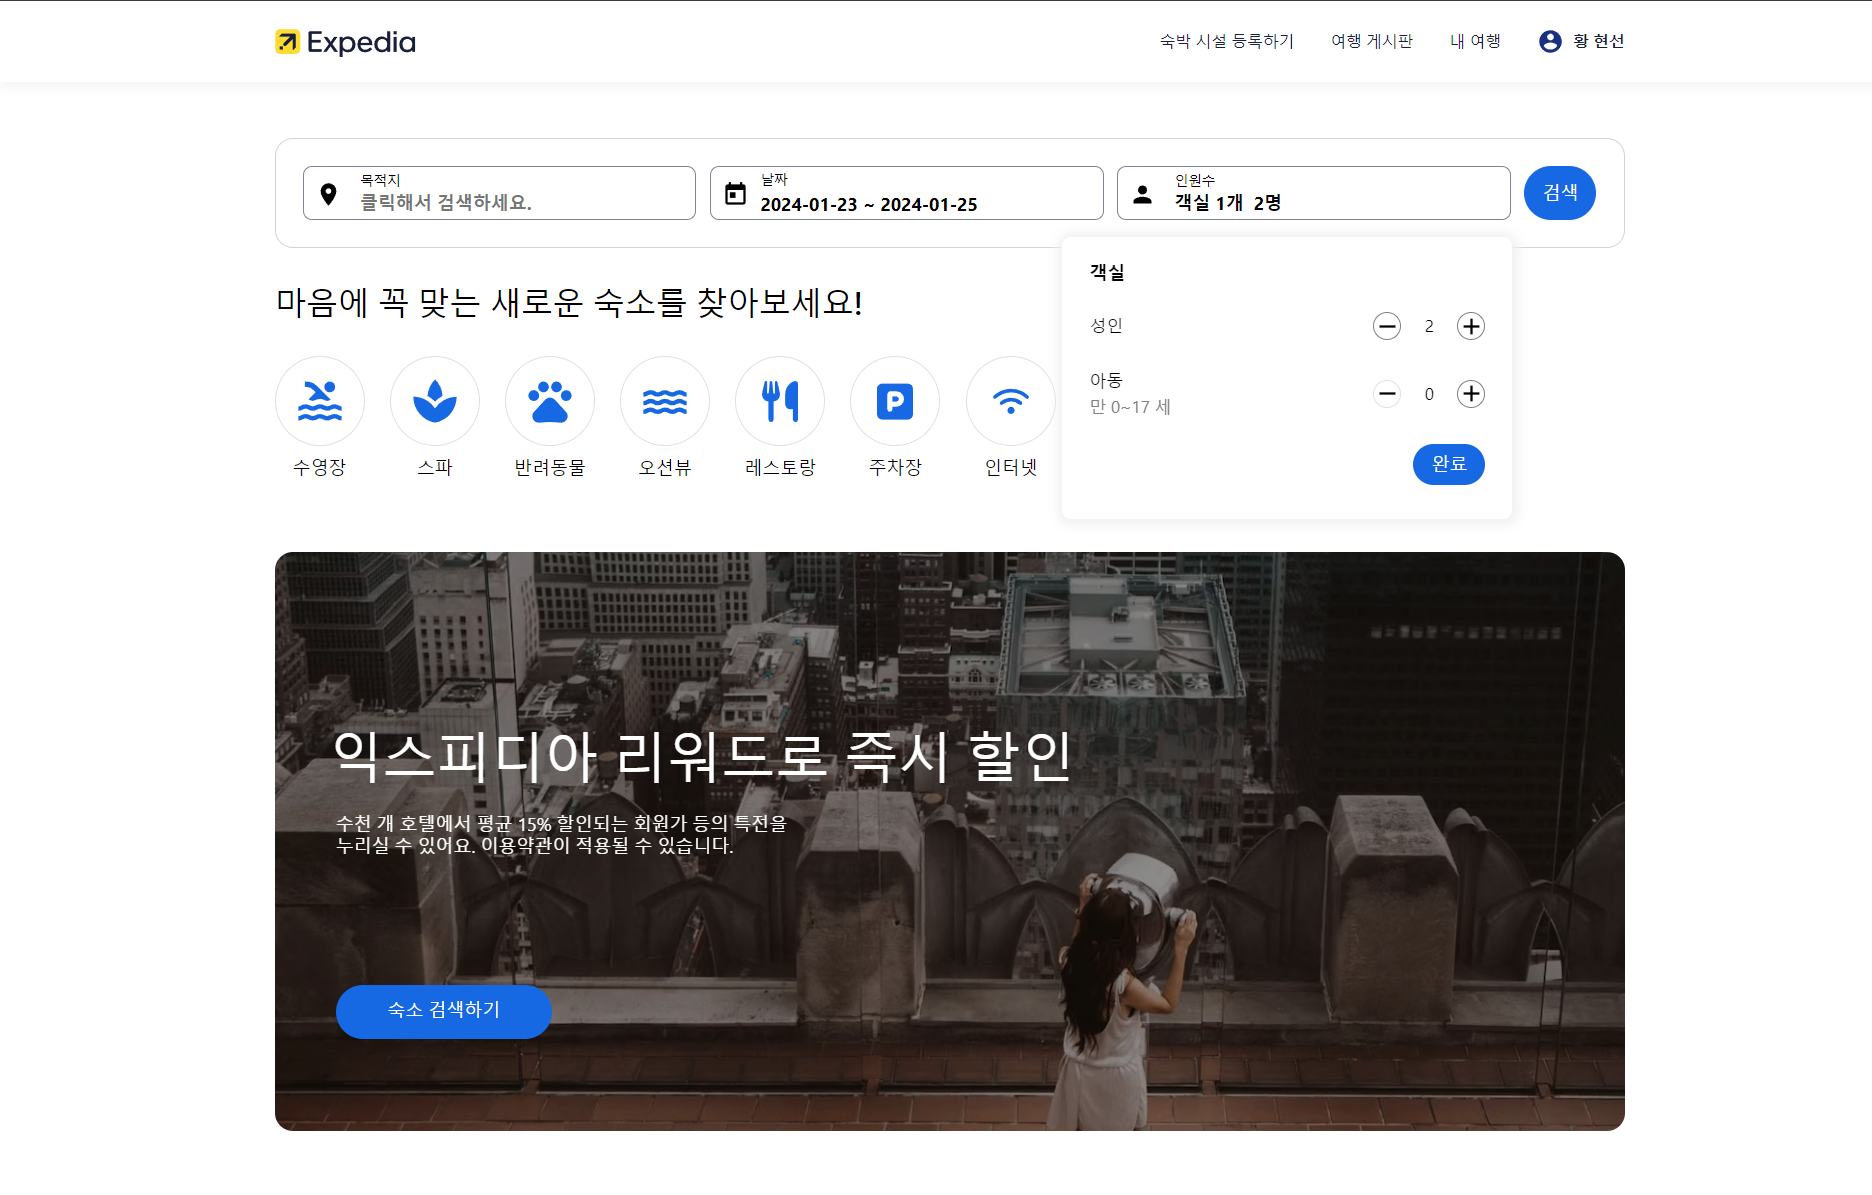 Expedia
숙박 시설 등록하기
여행 게시판
내 여행
황 현선
목적지
클릭해서 검색하세요.
날짜
2024-01-23 ~ 2024-01-25
인원수
객실 1개 2명
검색
객실
성인
2
아동
만 0~17 세
0
완료
마음에 꼭 맞는 새로운 숙소를 찾아보세요!
수영장
스파
반려동물
오션뷰
레스토랑
P
주차장
인터넷
익스피디아 리워드로 즉시 할인
수천 개 호텔에서 평균 15% 할인되는 회원가 등의 특전을
누리실 수 있어요. 이용약관이 적용될 수 있습니다.
숙소 검색하기